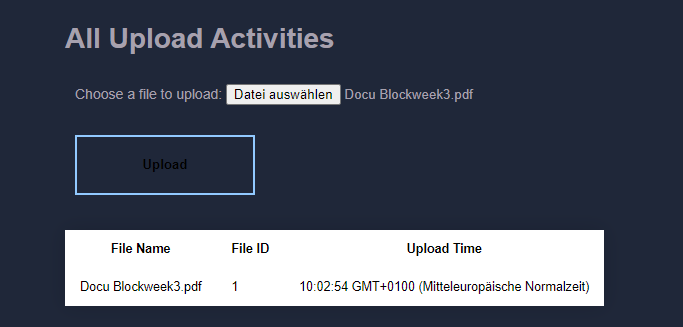 All Upload Activities
Choose a file to upload: Datei auswählen Docu Blockweek3.pdf
Upload
File Name File ID Upload Time
Docu Blockweek3.pdf 1 10:02:54 GMT+0100 (Mitteleuropäische Normalzeit)